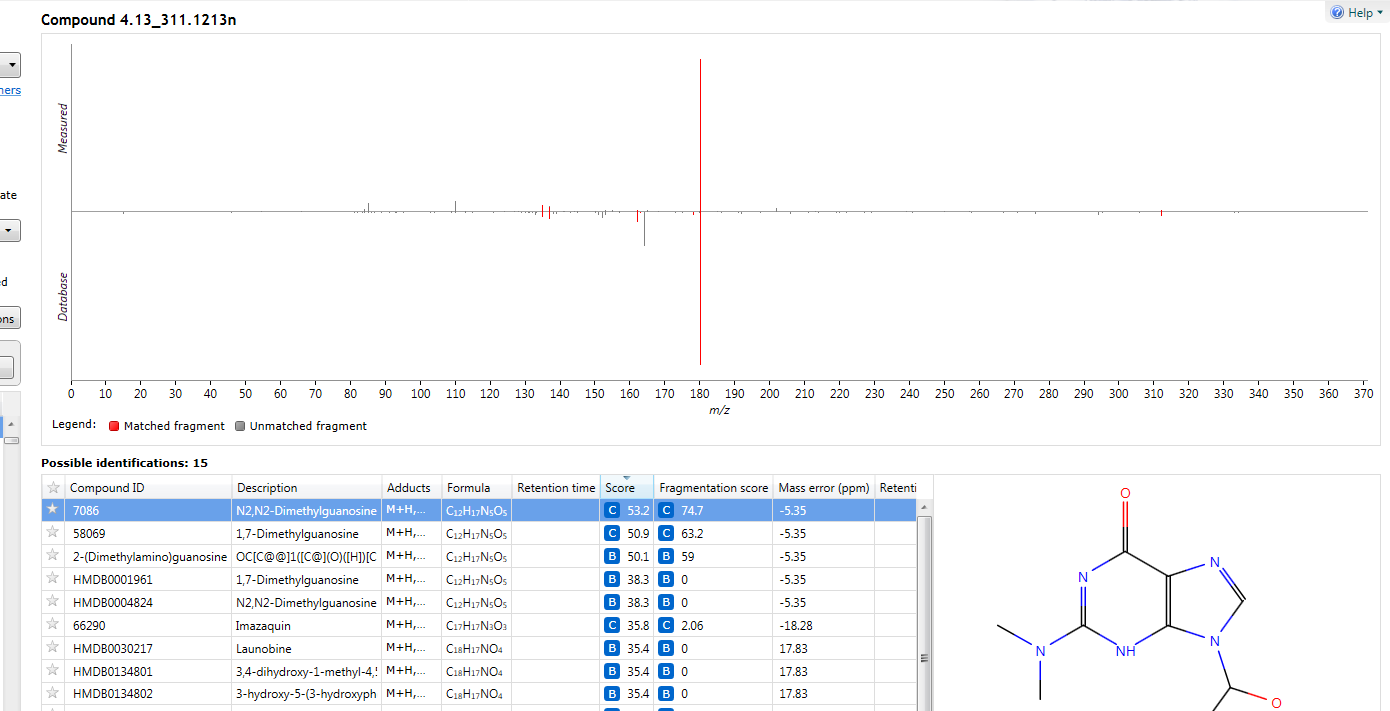 Compound 4.13_311.1213n
Help
ners
ate
ed
ons
Measured
Database
0 10 20 30 40 50 60 70 80 90 100 110 120 130 140 150 160 170 180 190 200 210 220 230 240 250 260 270 280 290 300 310 320 330 340 350 360 370
m/z
Legend: Matched fragment Unmatched fragment
Possible identifications: 15
Compound ID Description Adducts Formula Retention time Score Fragmentation score Mass error (ppm) Retenti
7086 N2,N2-Dimethylguanosine M+H,... C₁₂H₁₇N₅O₅ C 53.2 C 74.7 -5.35
58069 1,7-Dimethylguanosine M+H,... C₁₂H₁₇N₅O₅ C 50.9 C 63.2 -5.35
2-(Dimethylamino)guanosine OC[C@@]1([C@](O)([H])[C M+H,... C₁₂H₁₇N₅O₅ B 50.1 B 59 -5.35
HMDB0001961 1,7-Dimethylguanosine M+H,... C₁₂H₁₇N₅O₅ B 38.3 B 0 -5.35
HMDB0004824 N2,N2-Dimethylguanosine M+H,... C₁₂H₁₇N₅O₅ B 38.3 B 0 -5.35
66290 Imazaquin M+H,... C₁₇H₁₇N₃O₃ C 35.8 C 2.06 -18.28
HMDB0030217 Launobine M+H,... C₁₈H₁₇NO₄ B 35.4 B 0 17.83
HMDB0134801 3,4-dihydroxy-1-methyl-4,! M+H,... C₁₈H₁₇NO₄ B 35.4 B 0 17.83
HMDB0134802 3-hydroxy-5-(3-hydroxyph M+H,... C₁₈H₁₇NO₄ B 35.4 B 0 17.83
O
N
N
N
NH
N
O